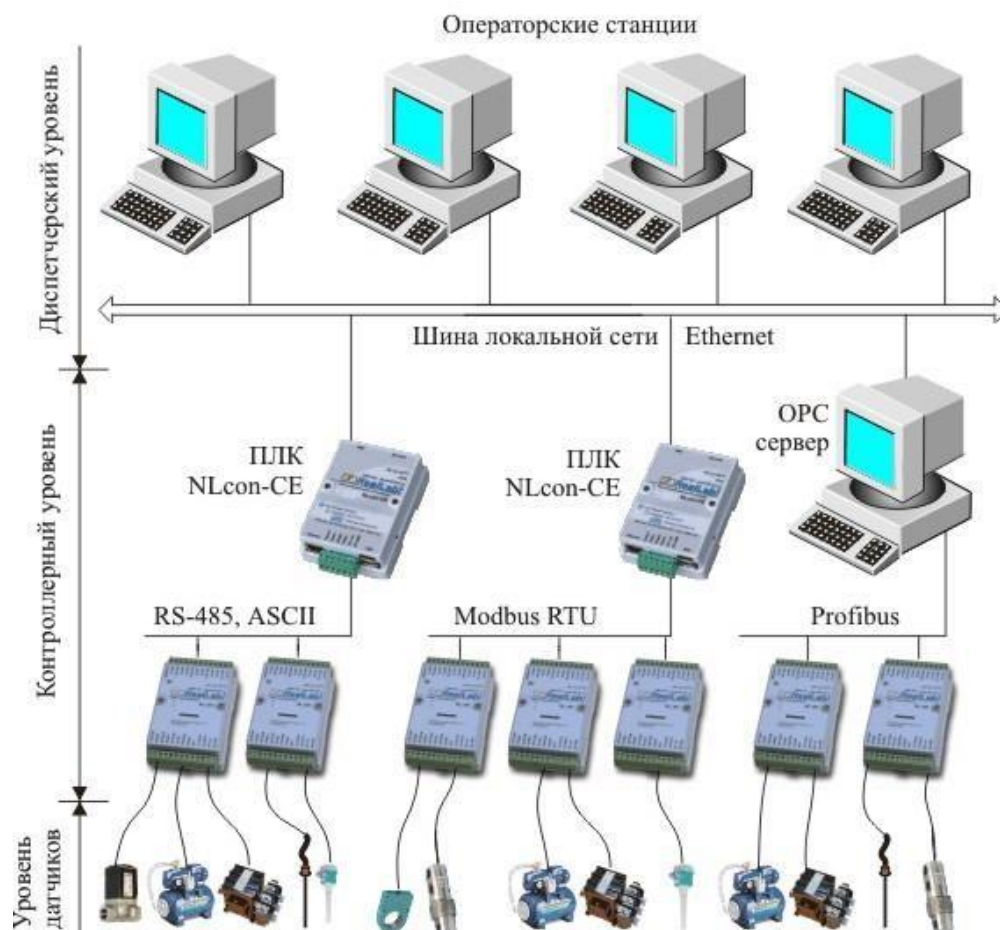 Операторские станции
Диспетчерский уровень
Шина локальной сети Ethernet
Контроллерный уровень
ПЛК
NLcon-CE
ПЛК
NLcon-CE
OPC
сервер
RS-485, ASCII
Modbus RTU
Profibus
Уровень
датчиков